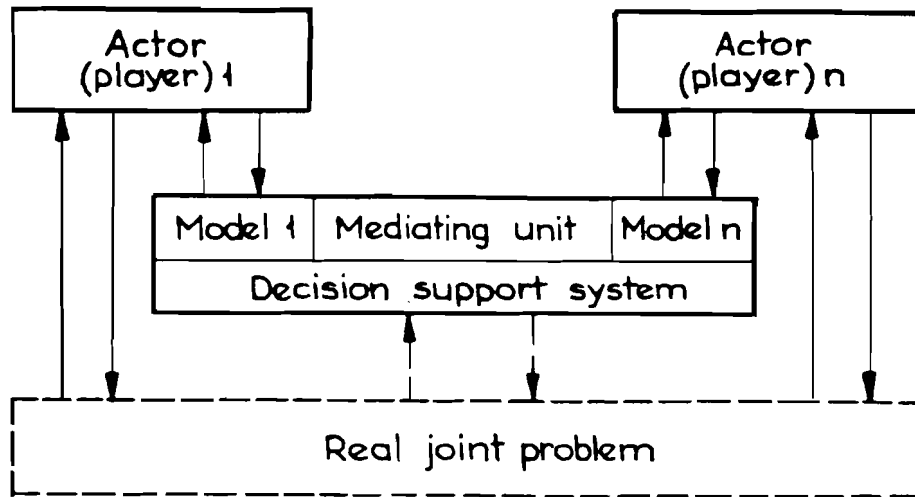 Actor
(player) 1
Actor
(player) n
Model 1
Mediating unit
Model n
Decision support system
Real joint problem